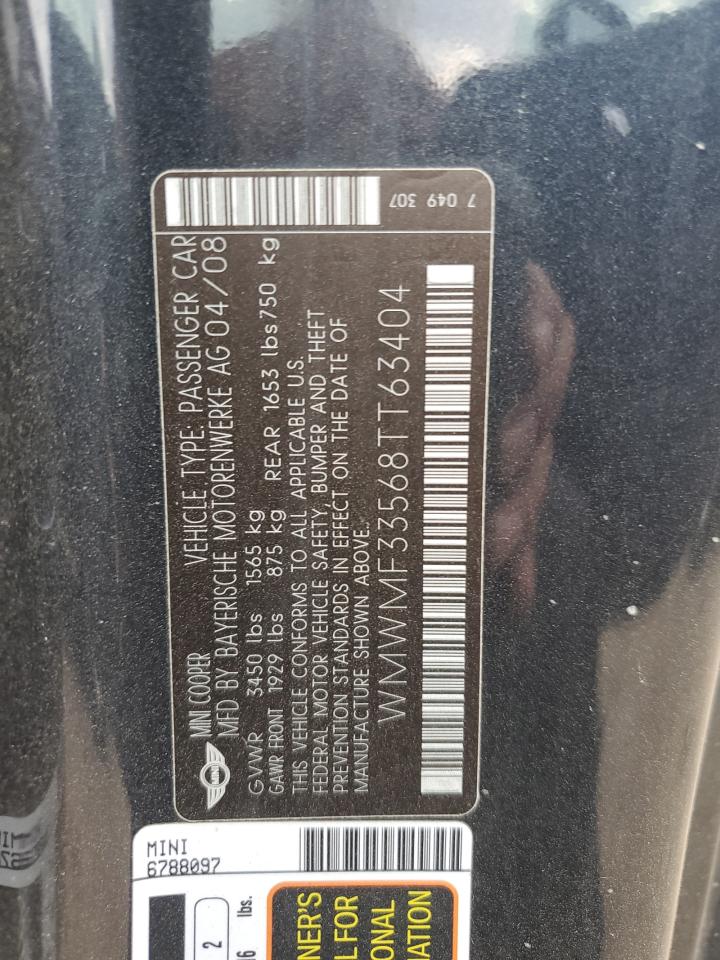 MINI COOPER VEHICLE TYPE: PASSENGER CAR
MFD BY BAYERISCHE MOTORENWERKE AG 04/08
GVWR 3450 lbs 1565 kg
GAWR FRONT 1929 lbs 875 kg REAR 1653 lbs 750 kg
THIS VEHICLE CONFORMS TO ALL APPLICABLE U.S.
FEDERAL MOTOR VEHICLE SAFETY, BUMPER AND THEFT
PREVENTION STANDARDS IN EFFECT ON THE DATE OF
MANUFACTURE SHOWN ABOVE.
WMWMF33568TT63404
7 049 307
MINI
6788097
2
lbs.
NER'S
L FOR
ONAL
ATION